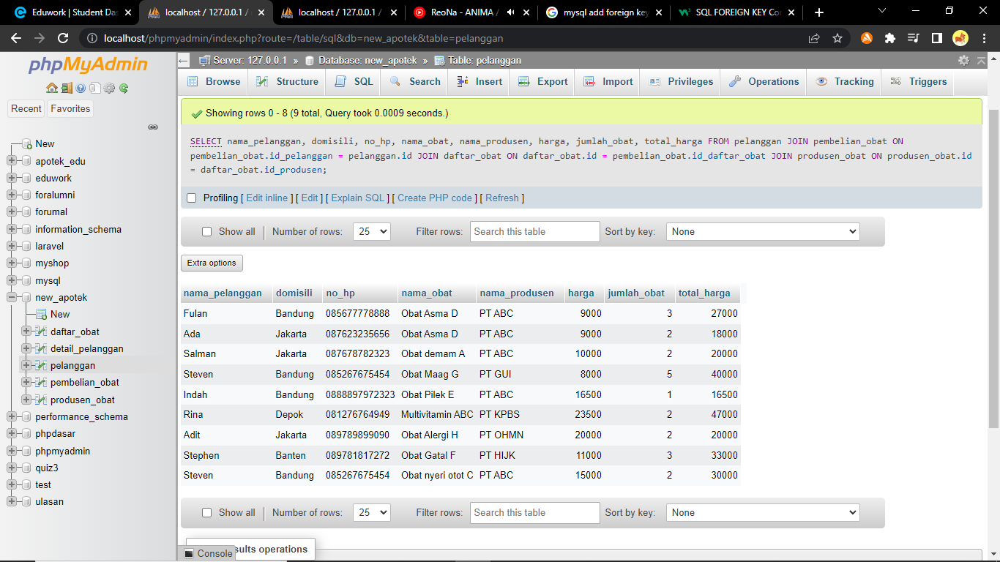 Eduwork | Student Das
localhost / 127.0.0.1 /
localhost / 127.0.0.1 /
ReoNa - ANIMA /
mysql add foreign key
SQL FOREIGN KEY Con
localhost/phpmyadmin/index.php?route=/table/sql&db=new_apotek&table=pelanggan
phpMyAdmin
Recent Favorites
New
apotek_edu
eduwork
foralumni
forumal
information_schema
laravel
myshop
mysql
new_apotek
New
daftar_obat
detail_pelanggan
pelanggan
pembelian_obat
produsen_obat
performance_schema
phpdasar
phpmyadmin
quiz3
test
ulasan
Server: 127.0.0.1 » Database: new_apotek » Table: pelanggan
Browse Structure SQL Search Insert Export Import Privileges Operations Tracking Triggers
Showing rows 0 - 8 (9 total, Query took 0.0009 seconds.)
SELECT nama_pelanggan, domisili, no_hp, nama_obat, nama_produsen, harga, jumlah_obat, total_harga FROM pelanggan JOIN pembelian_obat ON
pembelian_obat.id_pelanggan = pelanggan.id JOIN daftar_obat ON daftar_obat.id = pembelian_obat.id_daftar_obat JOIN produsen_obat ON produsen_obat.id
= daftar_obat.id_produsen;
Profiling [ Edit inline ] [ Edit ] [ Explain SQL ] [ Create PHP code ] [ Refresh ]
Show all Number of rows: 25 Filter rows: Search this table Sort by key: None
Extra options
nama_pelanggan domisili no_hp nama_obat nama_produsen harga jumlah_obat total_harga
Fulan Bandung 085677778888 Obat Asma D PT ABC 9000 3 27000
Ada Jakarta 087623235656 Obat Asma D PT ABC 9000 2 18000
Salman Jakarta 087678782323 Obat demam A PT ABC 10000 2 20000
Steven Bandung 085267675454 Obat Maag G PT GUI 8000 5 40000
Indah Bandung 0888897972323 Obat Pilek E PT ABC 16500 1 16500
Rina Depok 081276764949 Multivitamin ABC PT KPBS 23500 2 47000
Adit Jakarta 089789899090 Obat Alergi H PT OHMN 20000 2 20000
Stephen Banten 089781817272 Obat Gatal F PT HIJK 11000 3 33000
Steven Bandung 085267675454 Obat nyeri otot C PT ABC 15000 2 30000
Show all Number of rows: 25 Filter rows: Search this table Sort by key: None
Console sults operations